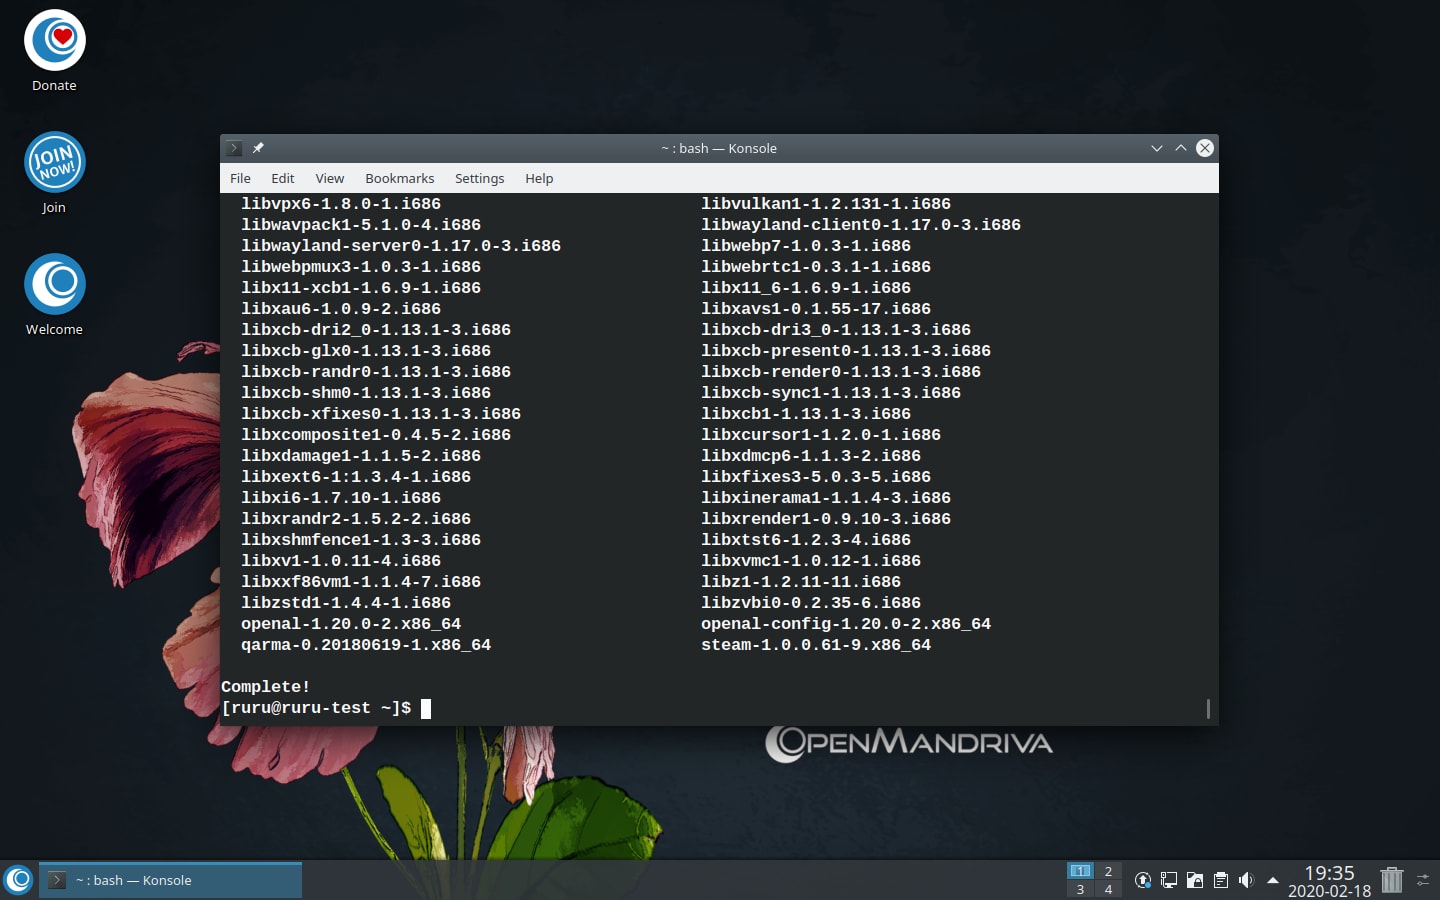 Donate
JOIN NOW!
Join
Welcome
~ : bash — Konsole
File Edit View Bookmarks Settings Help
libvpx6-1.8.0-1.i686 libvulkan1-1.2.131-1.i686
libwavpack1-5.1.0-4.i686 libwayland-client0-1.17.0-3.i686
libwayland-server0-1.17.0-3.i686 libwebp7-1.0.3-1.i686
libwebpmux3-1.0.3-1.i686 libwebrtc1-0.3.1-1.i686
libx11-xcb1-1.6.9-1.i686 libx11_6-1.6.9-1.i686
libxau6-1.0.9-2.i686 libxavs1-0.1.55-17.i686
libxcb-dri2_0-1.13.1-3.i686 libxcb-dri3_0-1.13.1-3.i686
libxcb-glx0-1.13.1-3.i686 libxcb-present0-1.13.1-3.i686
libxcb-randr0-1.13.1-3.i686 libxcb-render0-1.13.1-3.i686
libxcb-shm0-1.13.1-3.i686 libxcb-sync1-1.13.1-3.i686
libxcb-xfixes0-1.13.1-3.i686 libxcb1-1.13.1-3.i686
libxcomposite1-0.4.5-2.i686 libxcursor1-1.2.0-1.i686
libxdamage1-1.1.5-2.i686 libxdmcp6-1.1.3-2.i686
libxext6-1:1.3.4-1.i686 libxfixes3-5.0.3-5.i686
libxi6-1.7.10-1.i686 libxinerama1-1.1.4-3.i686
libxrandr2-1.5.2-2.i686 libxrender1-0.9.10-3.i686
libxshmfence1-1.3-3.i686 libxtst6-1.2.3-4.i686
libxv1-1.0.11-4.i686 libxvmc1-1.0.12-1.i686
libxxf86vm1-1.1.4-7.i686 libz1-1.2.11-11.i686
libzstd1-1.4.4-1.i686 libzvbi0-0.2.35-6.i686
openal-1.20.0-2.x86_64 openal-config-1.20.0-2.x86_64
qarma-0.20180619-1.x86_64 steam-1.0.0.61-9.x86_64
Complete!
[ruru@ruru-test ~]$
OPENMANDRIVA
~ : bash — Konsole
1 2
3 4
19:35
2020-02-18